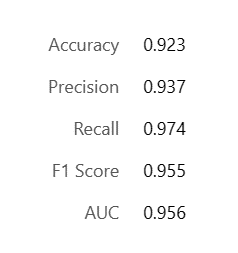 Accuracy 0.923
Precision 0.937
Recall 0.974
F1 Score 0.955
AUC 0.956